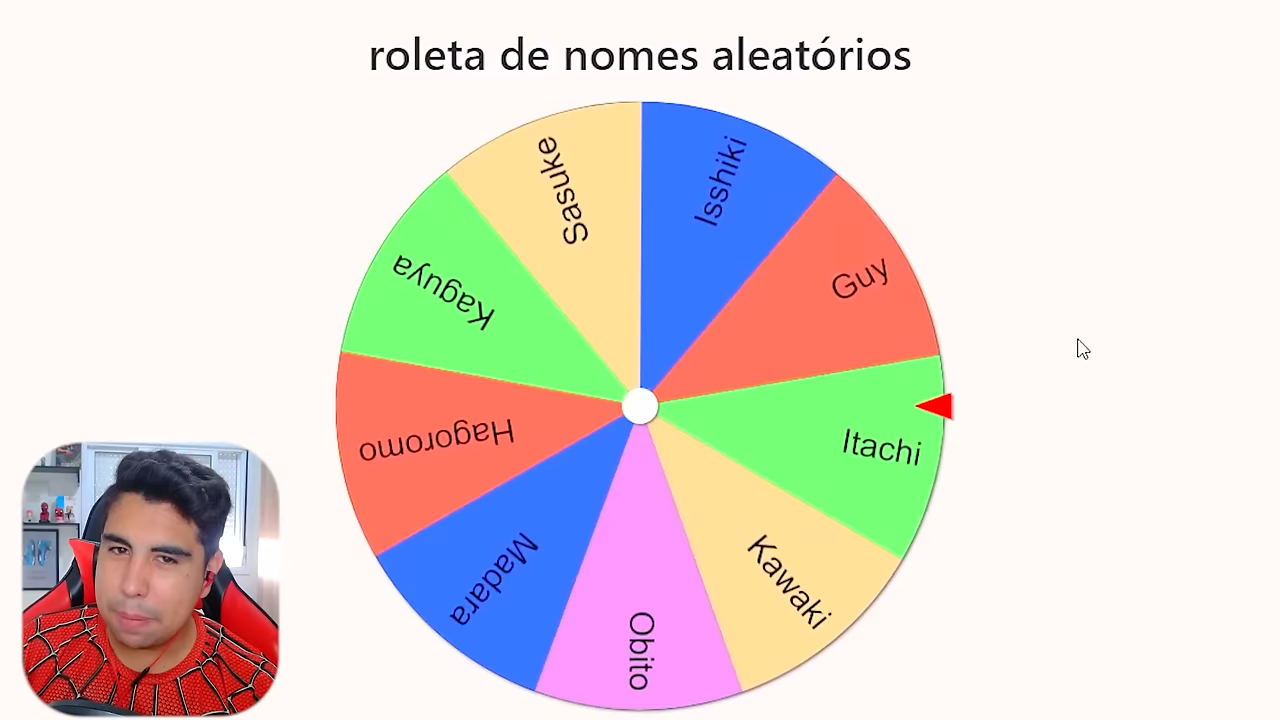 roleta de nomes aleatórios
Isshiki
Guy
Itachi
Kawaki
Obito
Madara
Hagoromo
Kaguya
Sasuke